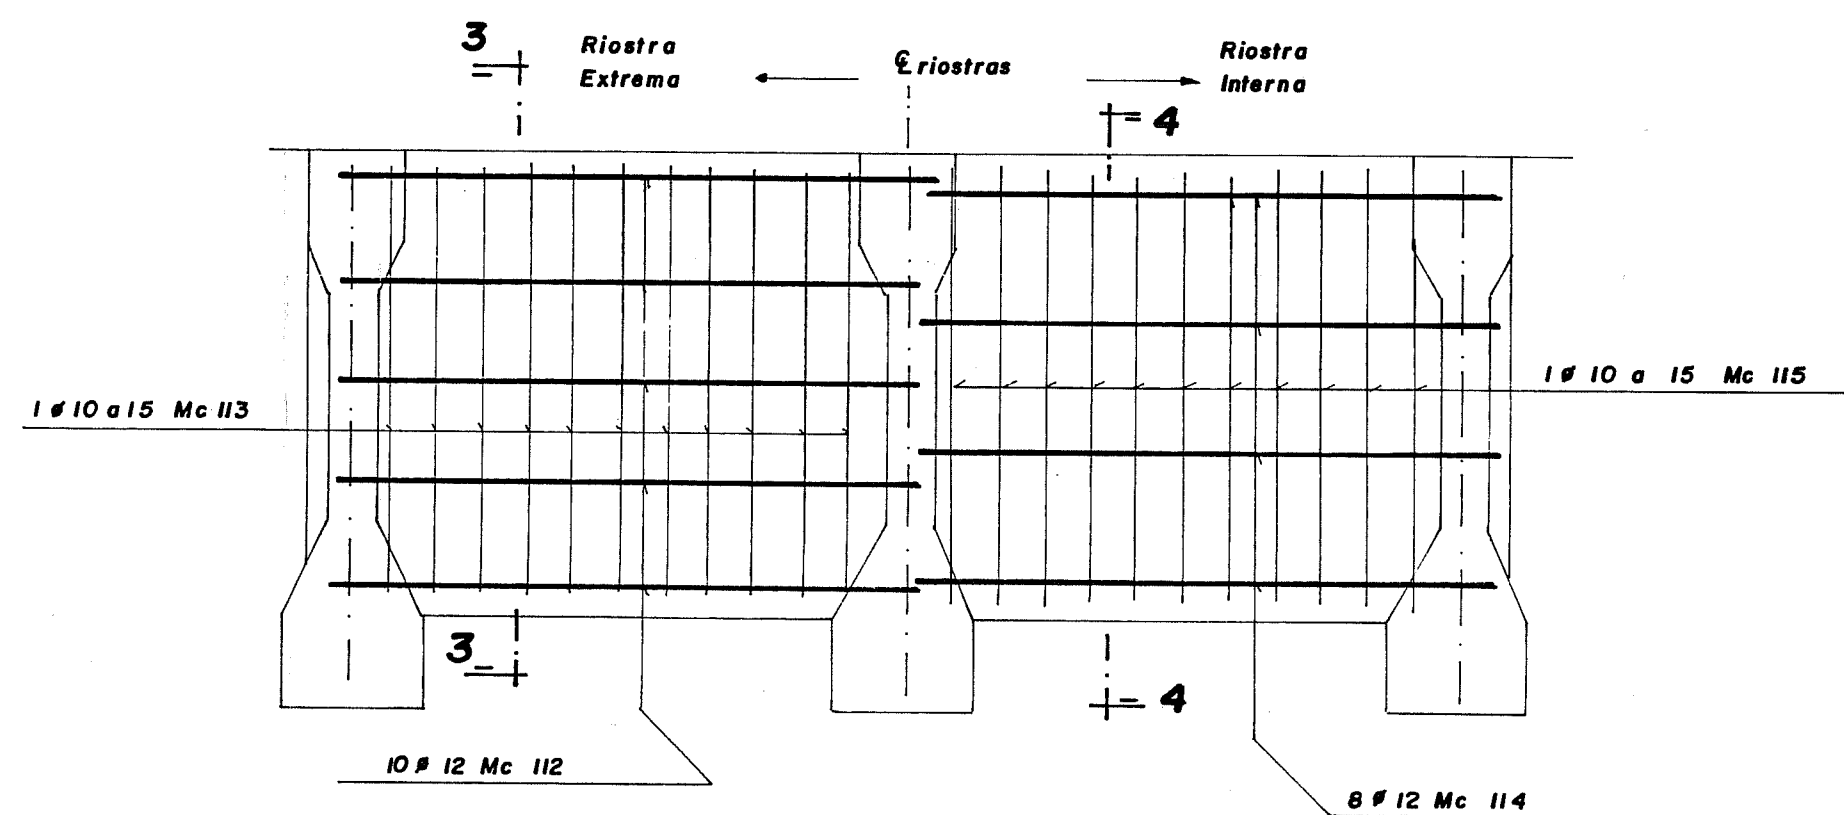 3
Riostra
Extrema
℄ riostras
Riostra
Interna
4
1 ø 10 a 15 Mc 115
1 ø 10 a 15 Mc 113
3
4
10 ø 12 Mc 112
8 ø 12 Mc 114